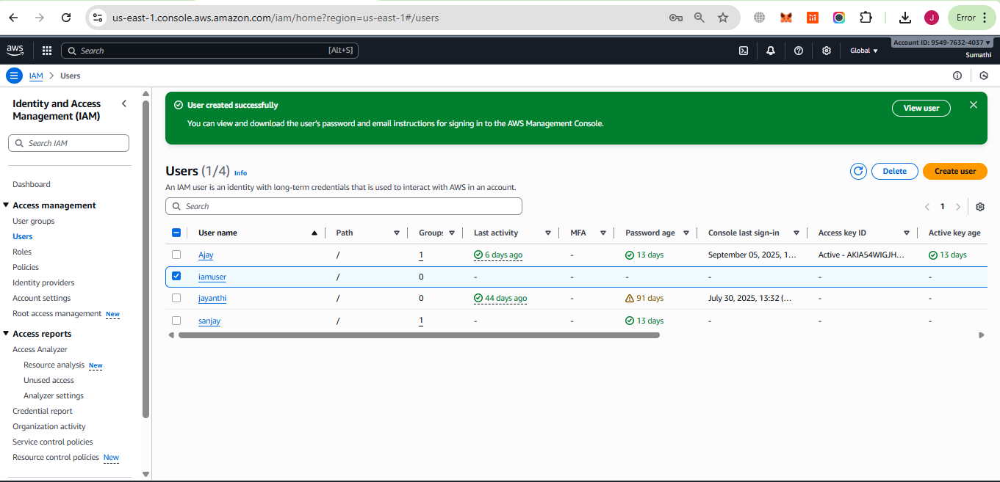 us-east-1.console.aws.amazon.com/iam/home?region=us-east-1#/users
J
Error
aws
Search
[Alt+S]
Global
Account ID: 9549-7632-4037
Sumathi
IAM
Users
Identity and Access
Management (IAM)
Search IAM
Dashboard
Access management
User groups
Users
Roles
Policies
Identity providers
Account settings
Root access management New
Access reports
Access Analyzer
Resource analysis New
Unused access
Analyzer settings
Credential report
Organization activity
Service control policies
Resource control policies New
User created successfully
You can view and download the user's password and email instructions for signing in to the AWS Management Console.
View user
Users (1/4) Info
Delete
Create user
An IAM user is an identity with long-term credentials that is used to interact with AWS in an account.
Search
1
User name Path Groups Last activity MFA Password age Console last sign-in Access key ID Active key age
Ajay / 1 6 days ago - 13 days September 05, 2025, 1... Active - AKIA54WIGJH... 13 days
iamuser / 0 - - - - - -
jayanthi / 0 44 days ago - 91 days July 30, 2025, 13:32 (... - -
sanjay / 1 - - 13 days - - -